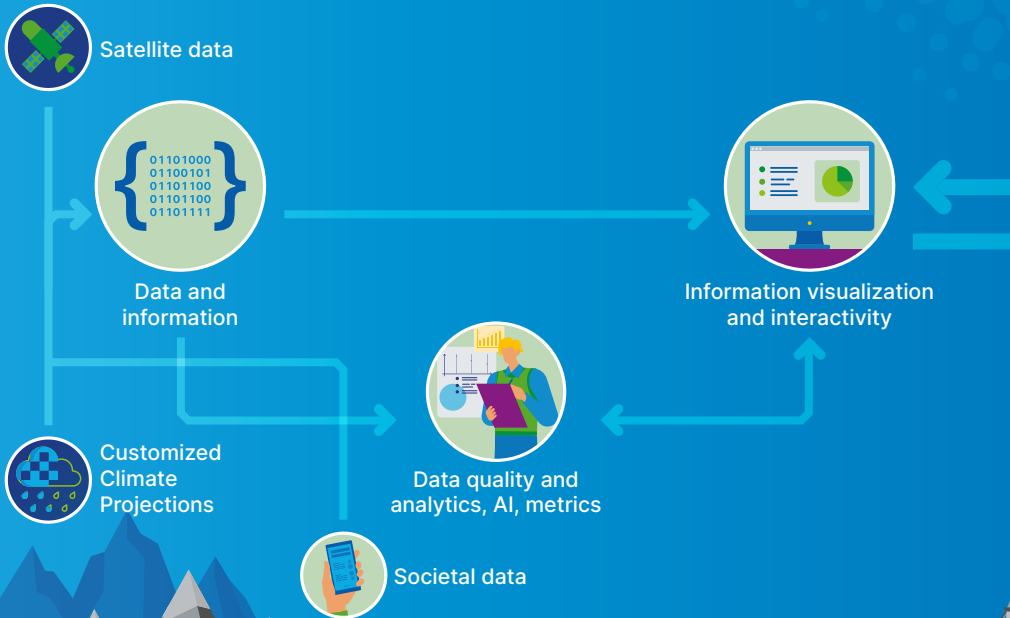 Satellite data
01101000
01100101
01101100
01101100
01101111
Data and
information
Information visualization
and interactivity
Customized
Climate
Projections
Data quality and
analytics, AI, metrics
Societal data